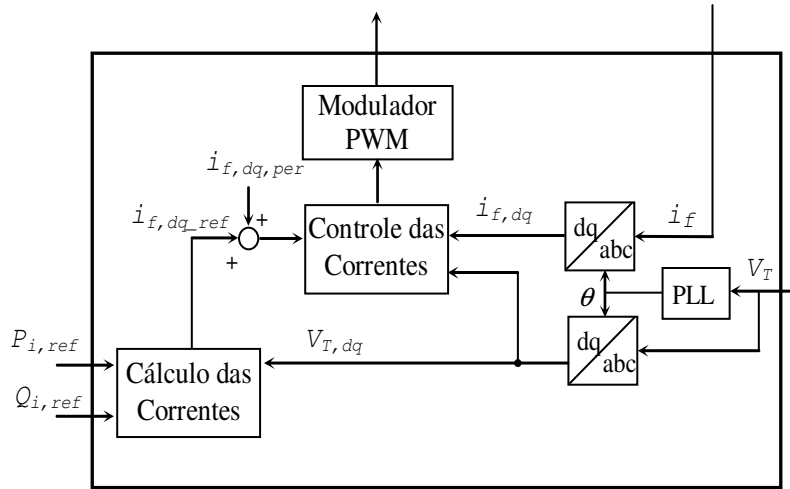 Modulador
PWM
i_{f,dq,per}
i_{f,dq_ref}
+
+
Controle das
Correntes
i_{f,dq}
dq
abc
i_f
θ
PLL
V_T
dq
abc
V_{T,dq}
P_{i,ref}
Q_{i,ref}
Cálculo das
Correntes